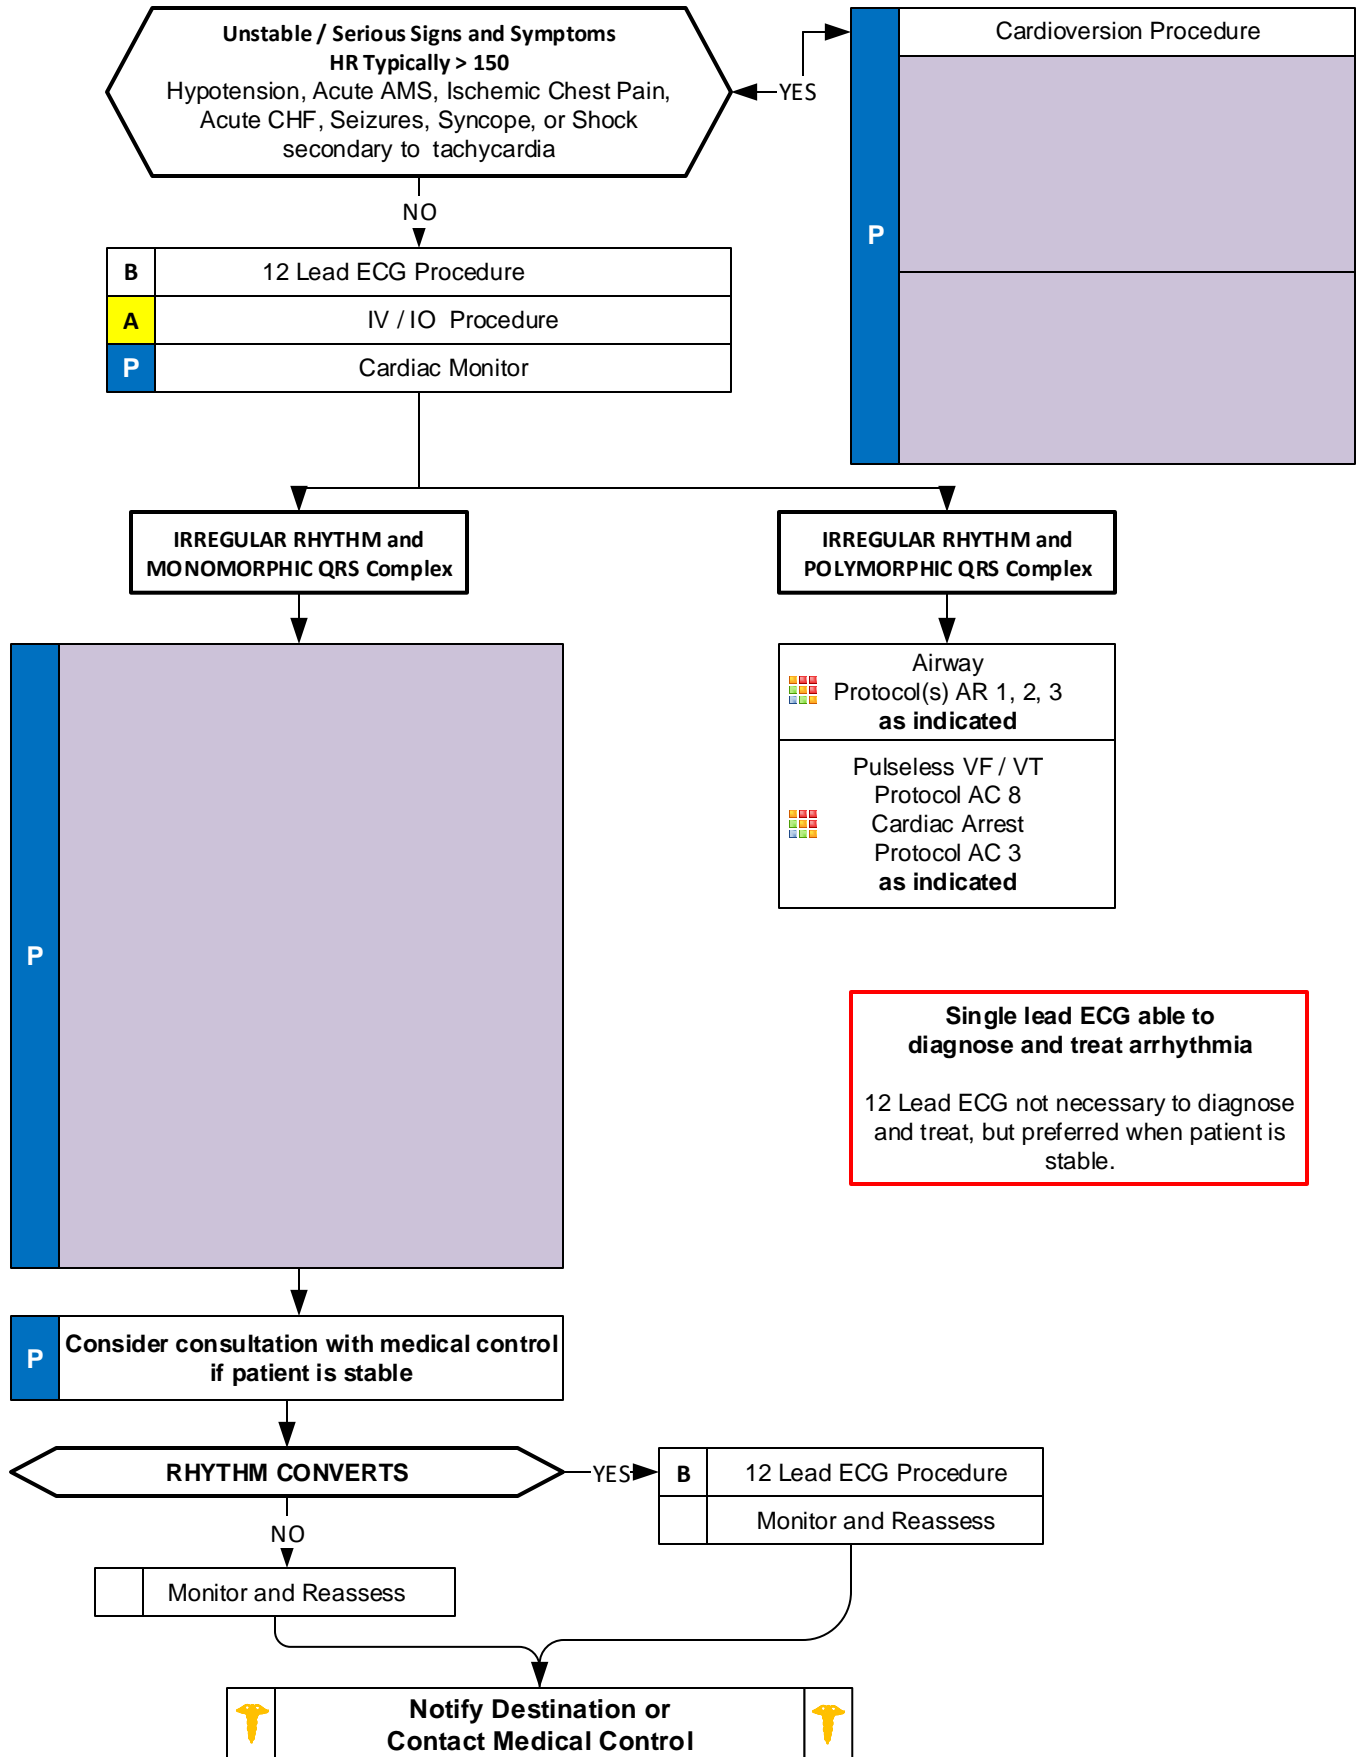 Unstable / Serious Signs and Symptoms
HR Typically > 150
Hypotension, Acute AMS, Ischemic Chest Pain,
Acute CHF, Seizures, Syncope, or Shock
secondary to tachycardia
YES
Cardioversion Procedure
P
NO
B
12 Lead ECG Procedure
A
IV / IO Procedure
P
Cardiac Monitor
IRREGULAR RHYTHM and
MONOMORPHIC QRS Complex
IRREGULAR RHYTHM and
POLYMORPHIC QRS Complex
Airway
Protocol(s) AR 1, 2, 3
as indicated
Pulseless VF / VT
Protocol AC 8
Cardiac Arrest
Protocol AC 3
as indicated
P
Single lead ECG able to
diagnose and treat arrhythmia
12 Lead ECG not necessary to diagnose
and treat, but preferred when patient is
stable.
P
Consider consultation with medical control
if patient is stable
RHYTHM CONVERTS
YES
B
12 Lead ECG Procedure
Monitor and Reassess
NO
Monitor and Reassess
Notify Destination or
Contact Medical Control